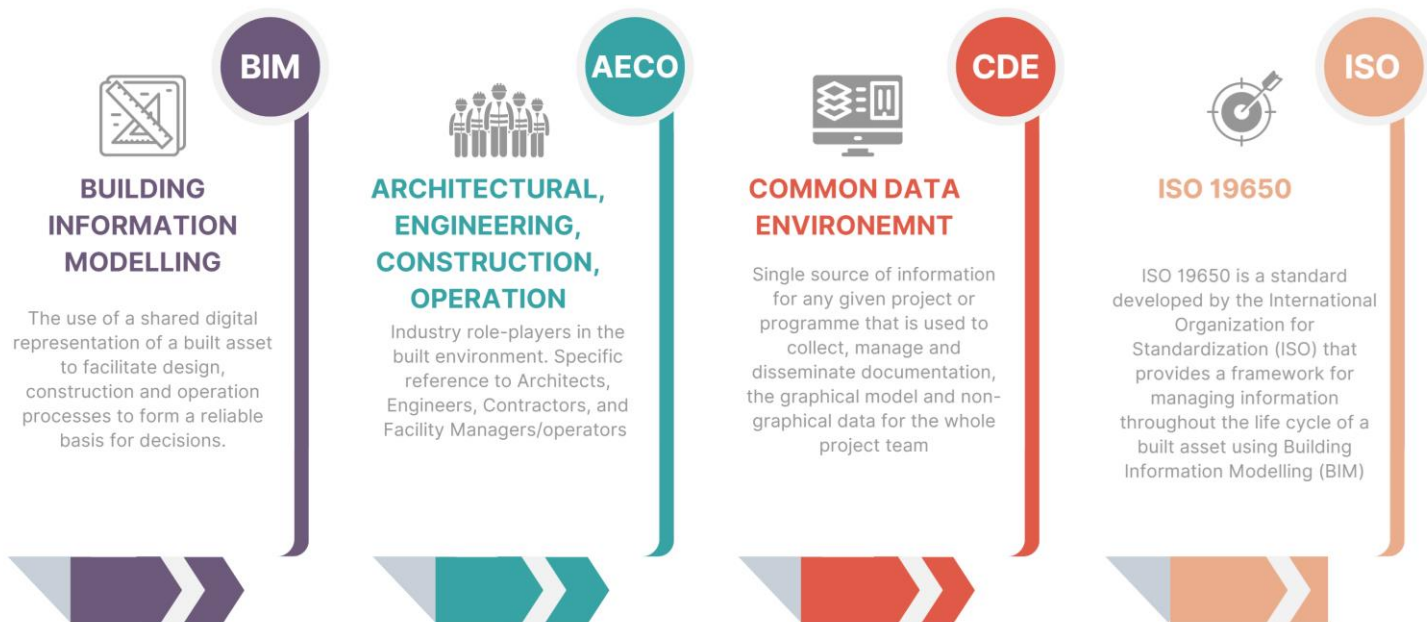 BIM
BUILDING
INFORMATION
MODELLING
The use of a shared digital
representation of a built asset
to facilitate design,
construction and operation
processes to form a reliable
basis for decisions.
AECO
ARCHITECTURAL,
ENGINEERING,
CONSTRUCTION,
OPERATION
Industry role-players in the
built environment. Specific
reference to Architects,
Engineers, Contractors, and
Facility Managers/operators
CDE
COMMON DATA
ENVIRONEMNT
Single source of information
for any given project or
programme that is used to
collect, manage and
disseminate documentation,
the graphical model and non-
graphical data for the whole
project team
ISO
ISO 19650
ISO 19650 is a standard
developed by the International
Organization for
Standardization (ISO) that
provides a framework for
managing information
throughout the life cycle of a
built asset using Building
Information Modelling (BIM)